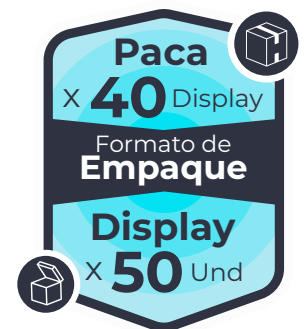 Paca
X 40 Display
Formato de
Empaque
Display
X 50 Und